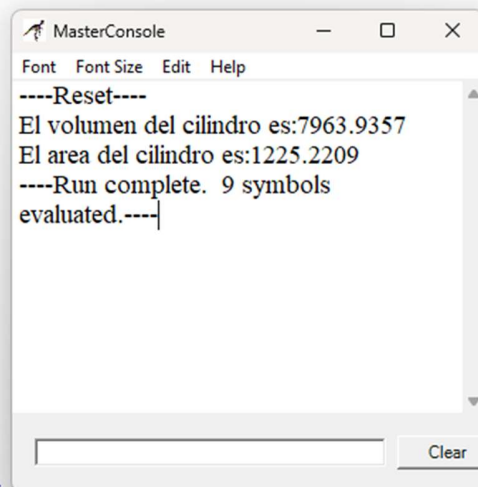 MasterConsole
Font Font Size Edit Help
----Reset----
El volumen del cilindro es:7963.9357
El area del cilindro es:1225.2209
----Run complete.  9 symbols
evaluated.----
Clear